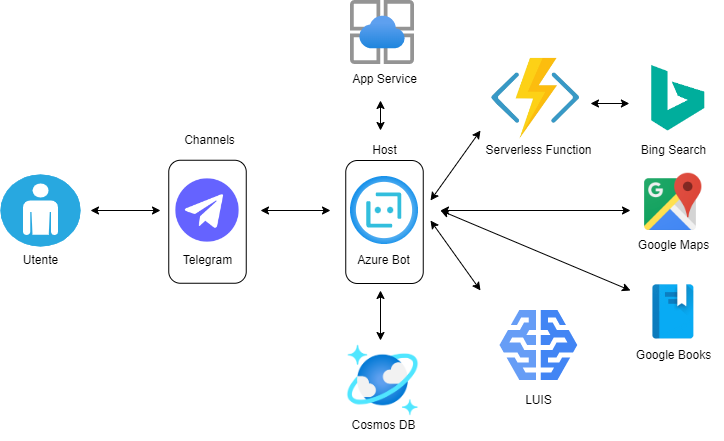 App Service
Channels
Host
Serverless Function
Bing Search
G
Utente
Telegram
Azure Bot
Google Maps
Google Books
LUIS
Cosmos DB